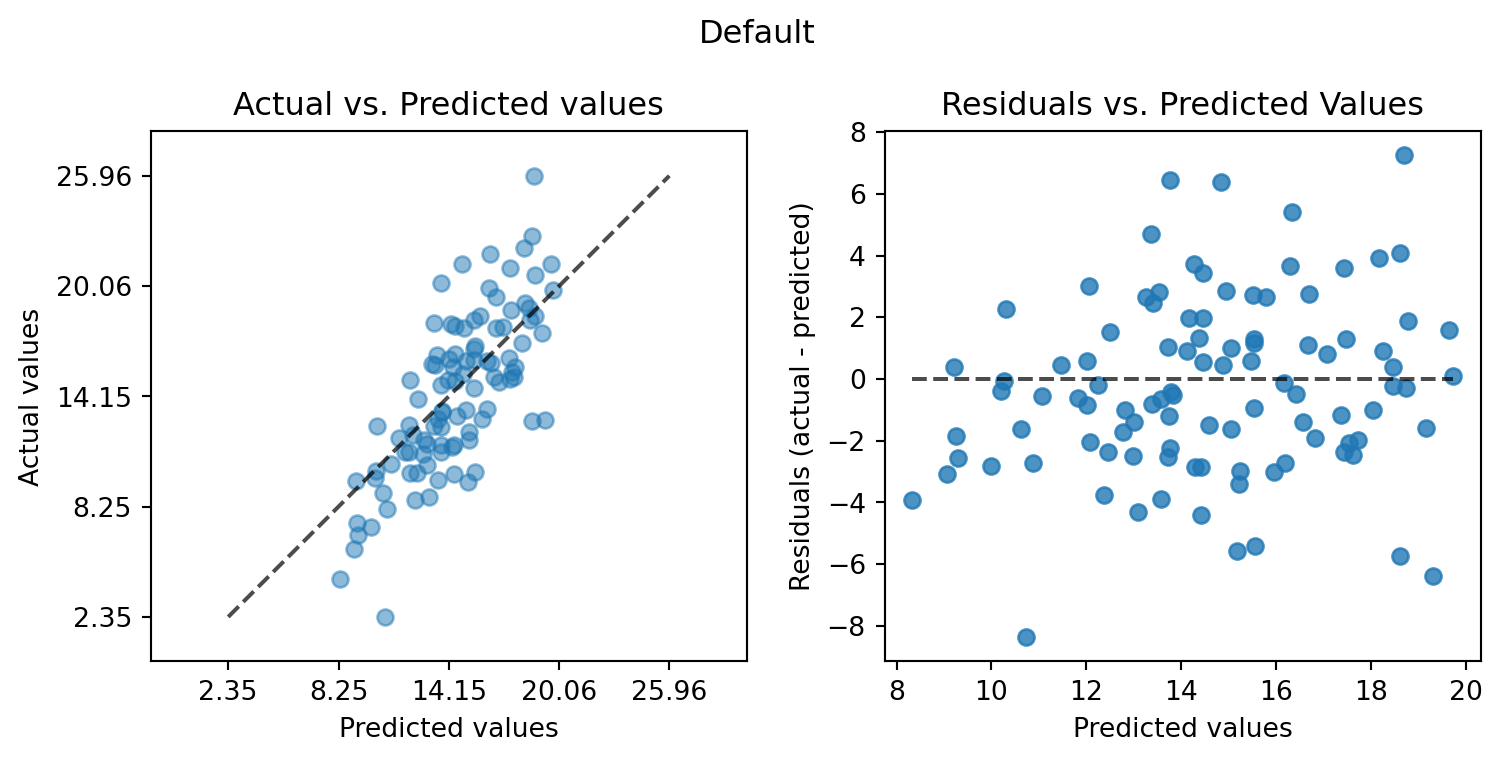 Default
Actual vs. Predicted values
Actual values
25.96
20.06
14.15
8.25
2.35
2.35 8.25 14.15 20.06 25.96
Predicted values
Residuals vs. Predicted Values
Residuals (actual - predicted)
8
6
4
2
0
−2
−4
−6
−8
8 10 12 14 16 18 20
Predicted values